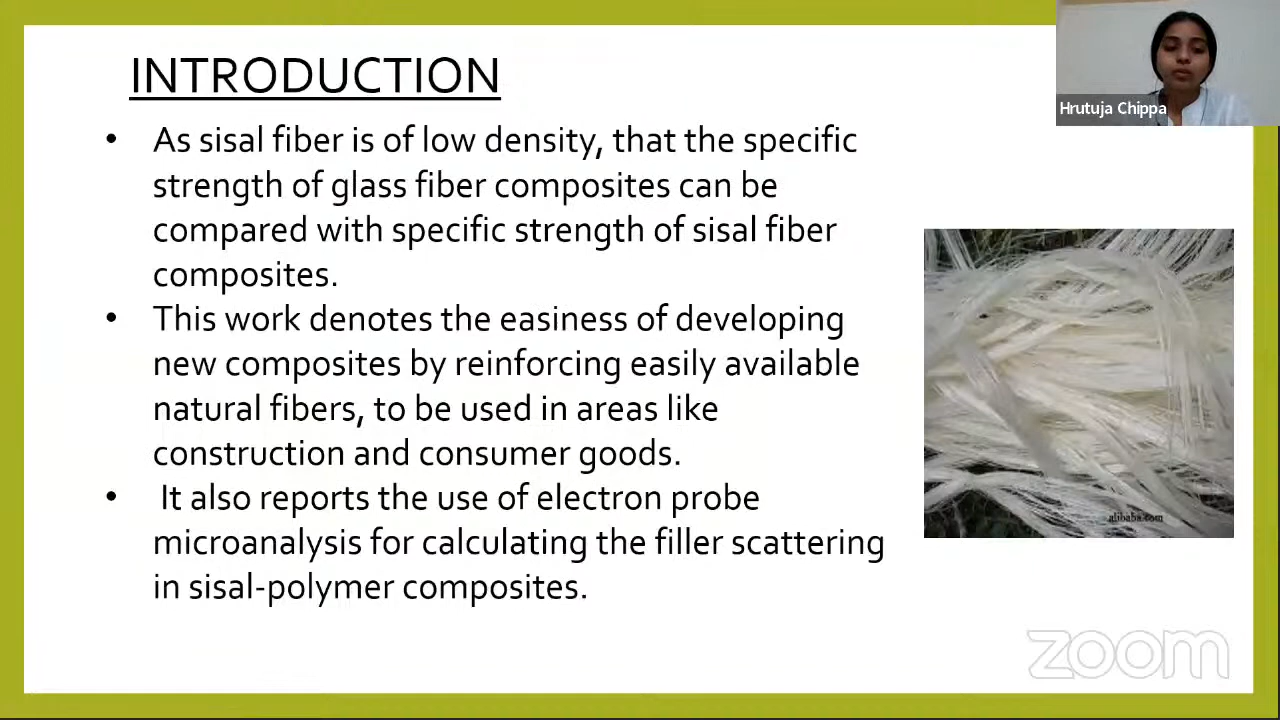 INTRODUCTION
Hrutuja Chippa
• As sisal fiber is of low density, that the specific
strength of glass fiber composites can be
compared with specific strength of sisal fiber
composites.
• This work denotes the easiness of developing
new composites by reinforcing easily available
natural fibers, to be used in areas like
construction and consumer goods.
• It also reports the use of electron probe
microanalysis for calculating the filler scattering
in sisal-polymer composites.
alibaba.com
zoom